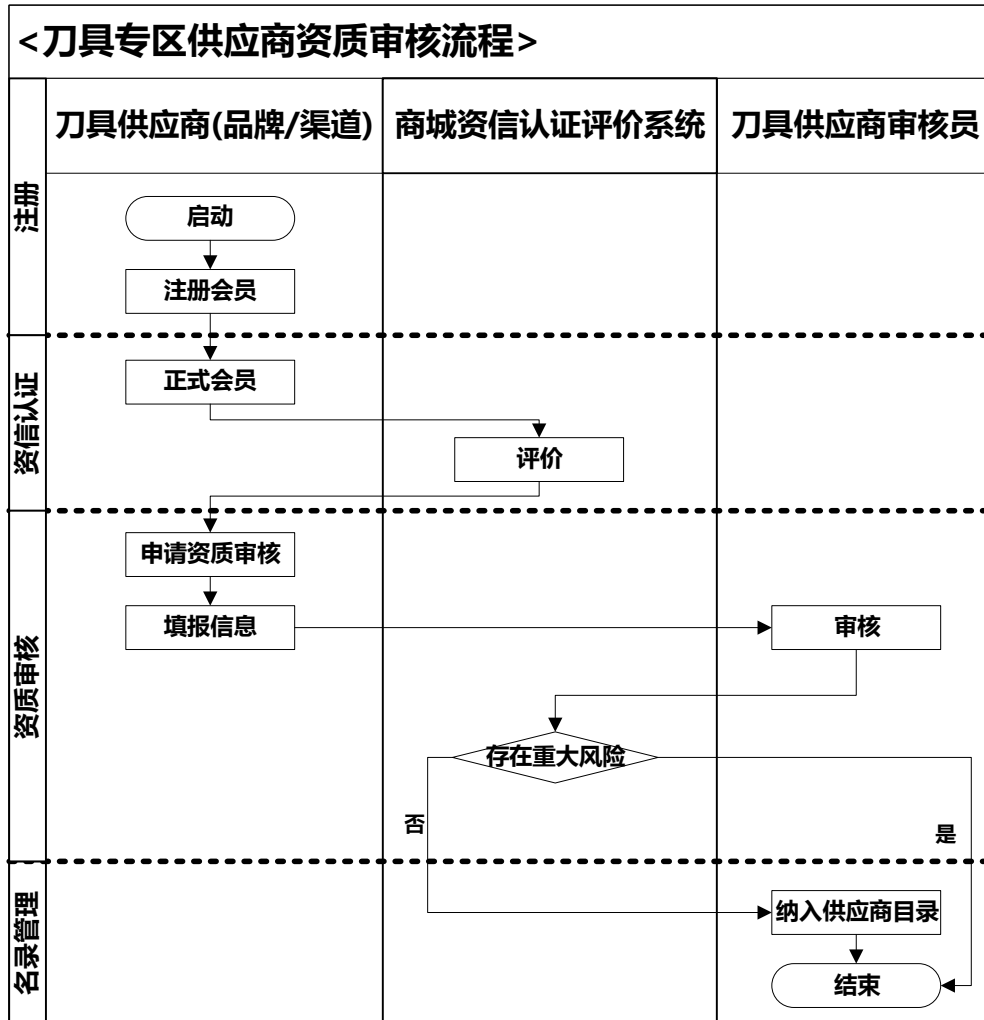 <刀具专区供应商资质审核流程>
刀具供应商(品牌/渠道)
商城资信认证评价系统
刀具供应商审核员
注册
启动
注册会员
资信认证
正式会员
评价
资质审核
申请资质审核
填报信息
审核
存在重大风险
否
是
名录管理
纳入供应商目录
结束